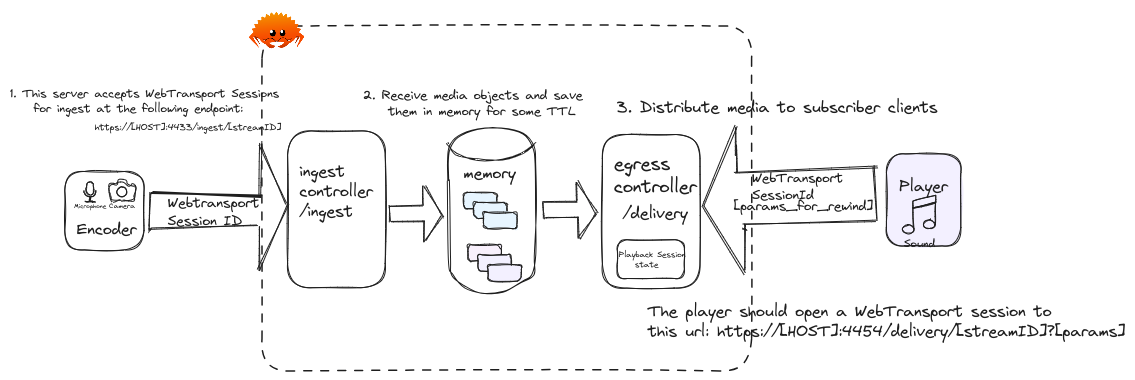 1. This server accepts WebTransport Sessions
for ingest at the following endpoint:
https://[HOST]:4433/ingest/[streamID]
2. Receive media objects and save
them in memory for some TTL
3. Distribute media to subscriber clients
Microphone Camera
Encoder
Webtransport
Session ID
ingest
controller
/ingest
memory
egress
controller
/delivery
Playback Session
state
WebTransport
SessionId
[params_for_rewind]
Player
Sound
The player should open a WebTransport session to
this url: https://[HOST]:4454/delivery/[streamID]?[params]